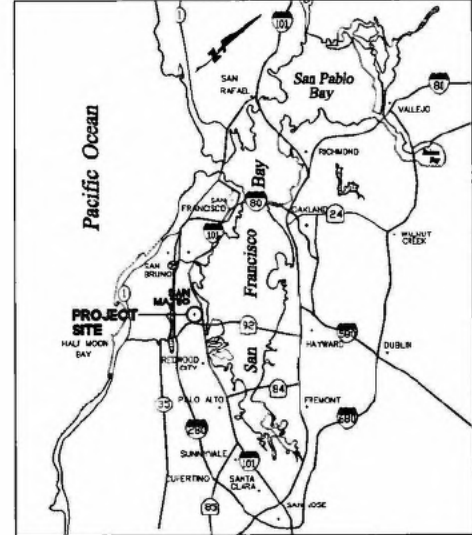 1
101
SAN
RAFAEL
San Pablo
Bay
80
VALLEJO
Pacific Ocean
RICHMOND
Bay
SAN
FRANCISCO
80
OAKLAND
24
101
WALNUT
CREEK
SAN
BRUNO
Francisco
1
SAN
MATEO
PROJECT
SITE
92
HALF MOON
BAY
HAYWARD
DUBLIN
San
REDWOOD
CITY
84
35
PALO ALTO
FREMONT
280
680
SUNNYVALE
101
CUPERTINO
SANTA
CLARA
85
SAN JOSE